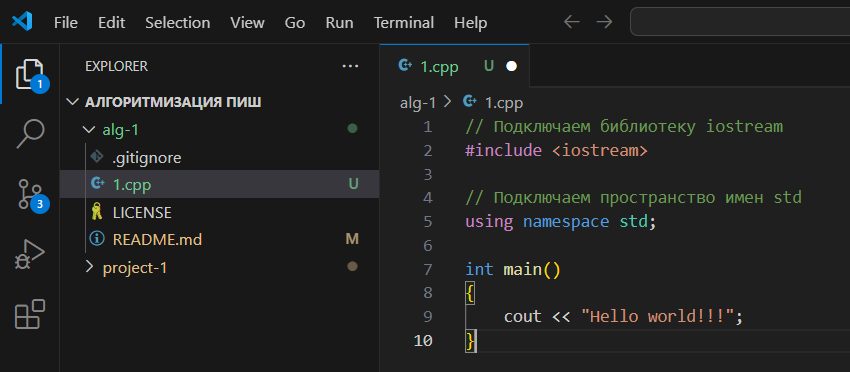 File Edit Selection View Go Run Terminal Help
EXPLORER
1.cpp U
АЛГОРИТМИЗАЦИЯ ПИШ
alg-1
.gitignore
1.cpp U
LICENSE
README.md M
project-1
1
3
alg-1 > 1.cpp
1 // Подключаем библиотеку iostream
2 #include <iostream>
3
4 // Подключаем пространство имен std
5 using namespace std;
6
7 int main()
8 {
9 cout << "Hello world!!!";
10 }